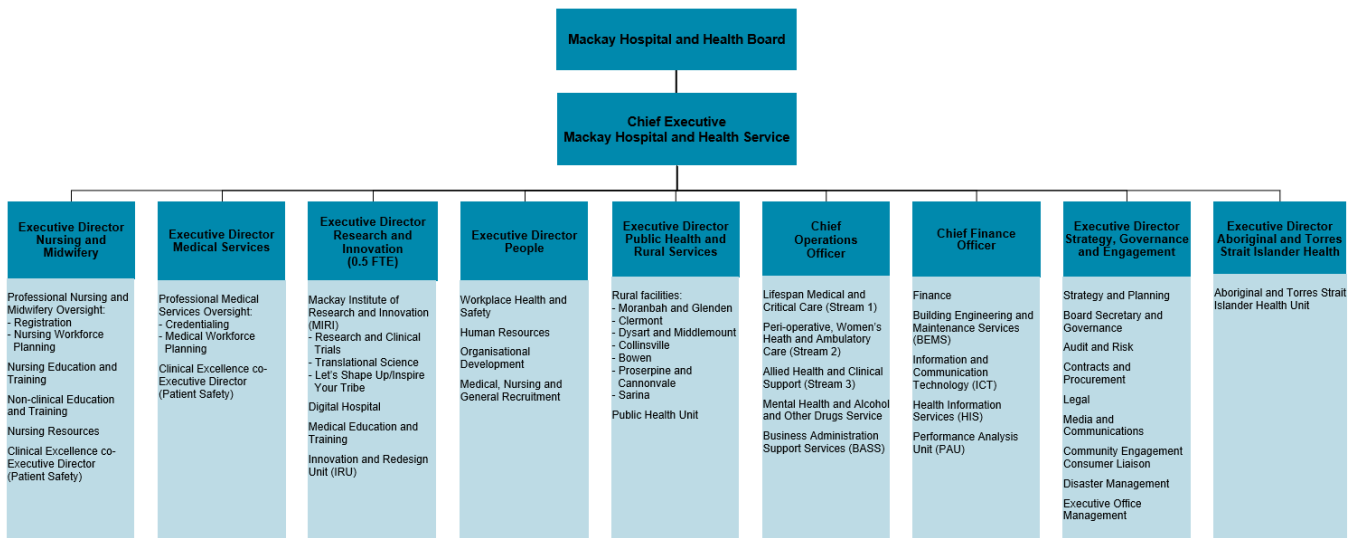 Mackay Hospital and Health Board
Chief Executive
Mackay Hospital and Health Service
Executive Director
Nursing and
Midwifery
Professional Nursing and
Midwifery Oversight:
- Registration
- Nursing Workforce
Planning
Nursing Education and
Training
Non-clinical Education
and Training
Nursing Resources
Clinical Excellence co-
Executive Director
(Patient Safety)
Executive Director
Medical Services
Professional Medical
Services Oversight:
- Credentialing
- Medical Workforce
Planning
Clinical Excellence co-
Executive Director
(Patient Safety)
Executive Director
Research and
Innovation
(0.5 FTE)
Mackay Institute of
Research and Innovation
(MIRI)
- Research and Clinical
Trials
- Translational Science
- Let's Shape Up/Inspire
Your Tribe
Digital Hospital
Medical Education and
Training
Innovation and Redesign
Unit (IRU)
Executive Director
People
Workplace Health and
Safety
Human Resources
Organisational
Development
Medical, Nursing and
General Recruitment
Executive Director
Public Health and
Rural Services
Rural facilities:
- Moranbah and Glenden
- Clermont
- Dysart and Middlemount
- Collinsville
- Bowen
- Proserpine and
Cannonvale
- Sarina
Public Health Unit
Chief
Operations
Officer
Lifespan Medical and
Critical Care (Stream 1)
Peri-operative, Women's
Heath and Ambulatory
Care (Stream 2)
Allied Health and Clinical
Support (Stream 3)
Mental Health and Alcohol
and Other Drugs Service
Business Administration
Support Services (BASS)
Chief Finance
Officer
Finance
Building Engineering and
Maintenance Services
(BEMS)
Information and
Communication
Technology (ICT)
Health Information
Services (HIS)
Performance Analysis
Unit (PAU)
Executive Director
Strategy, Governance
and Engagement
Strategy and Planning
Board Secretary and
Governance
Audit and Risk
Contracts and
Procurement
Legal
Media and
Communications
Community Engagement
Consumer Liaison
Disaster Management
Executive Office
Management
Executive Director
Aboriginal and Torres
Strait Islander Health
Aboriginal and Torres Strait
Islander Health Unit